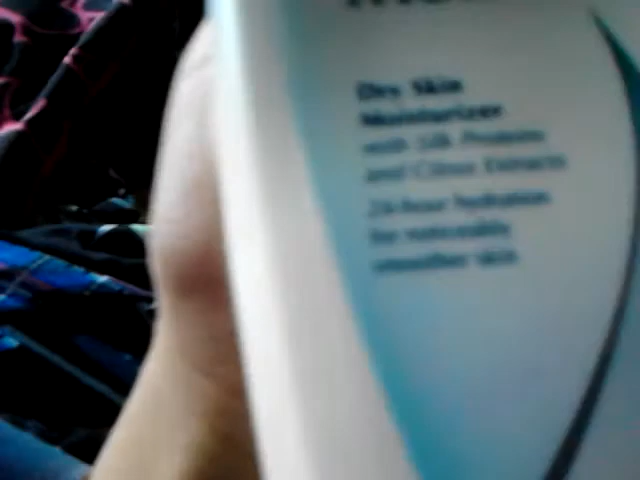 Dry Skin
Moisturizer
with Silk Proteins
and Citrus Extracts
24-hour hydration
for noticeably
smoother skin